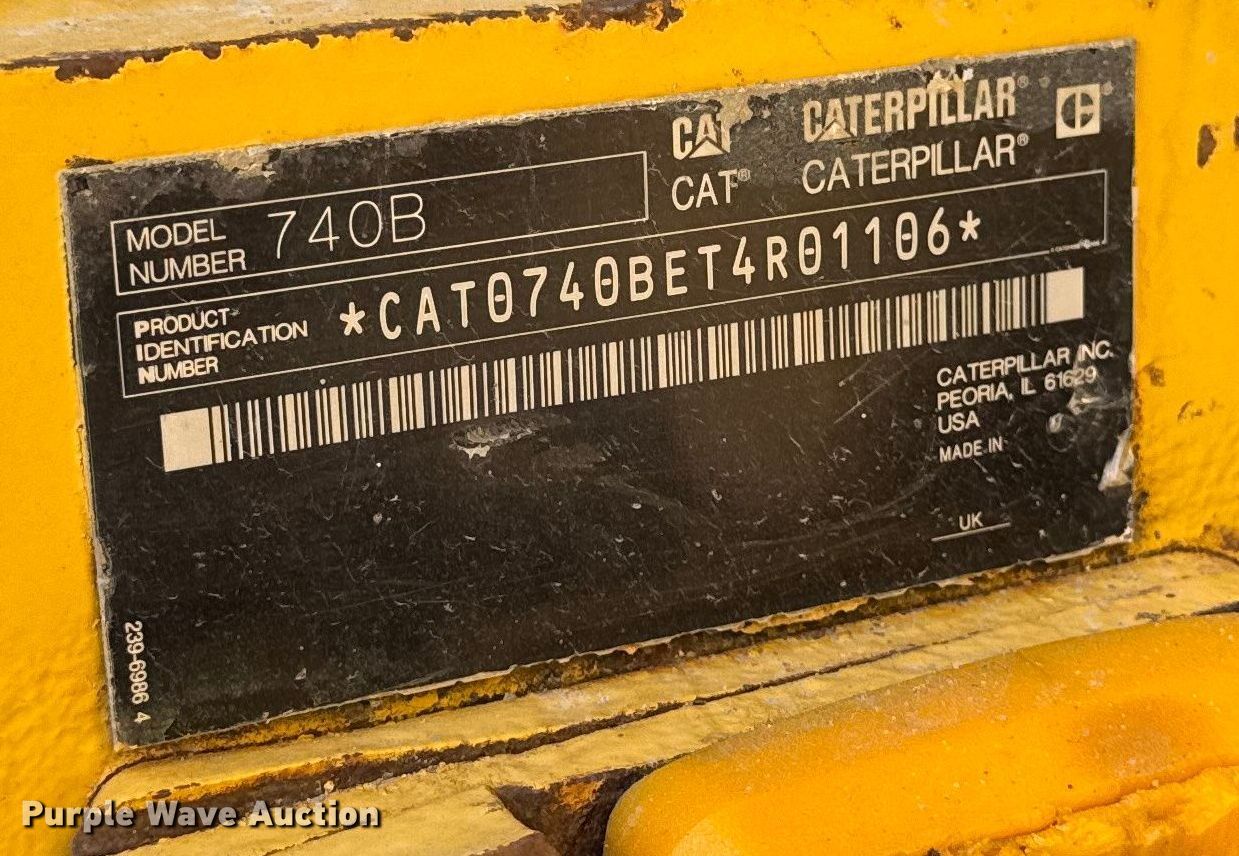 CAT CATERPILLAR®
CAT® CATERPILLAR®
MODEL
NUMBER 740B
PRODUCT
IDENTIFICATION
NUMBER
*CAT0740BET4R01106*
CATERPILLAR INC.
PEORIA, IL 61629
USA
MADE IN
UK
239-6986 4
Purple Wave Auction